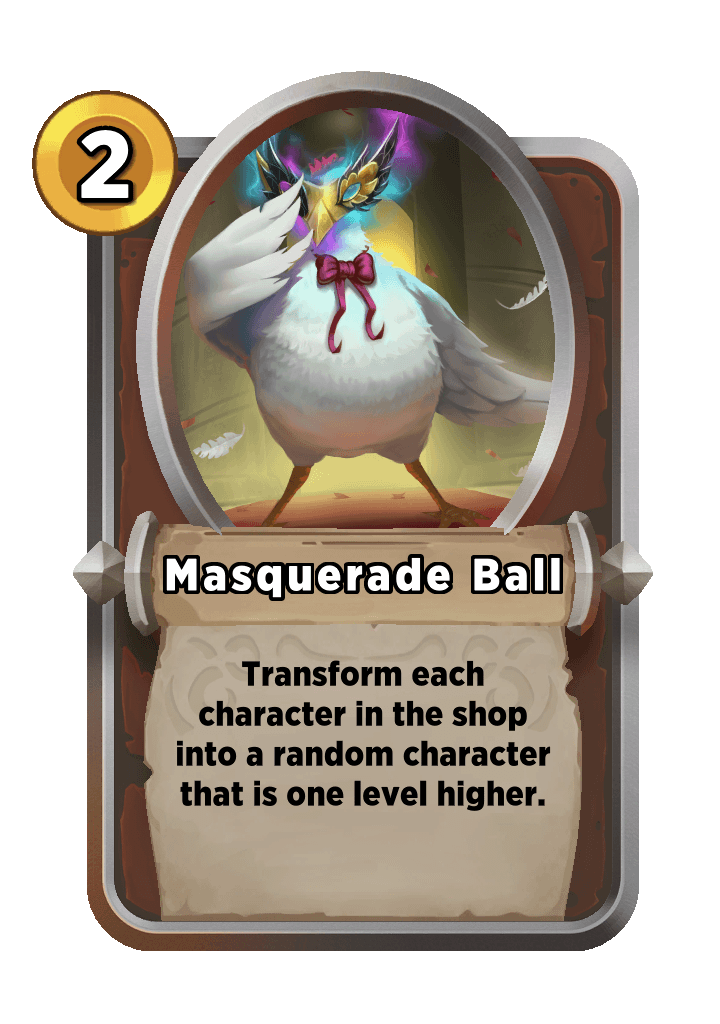 2
Masquerade Ball
Transform each
character in the shop
into a random character
that is one level higher.